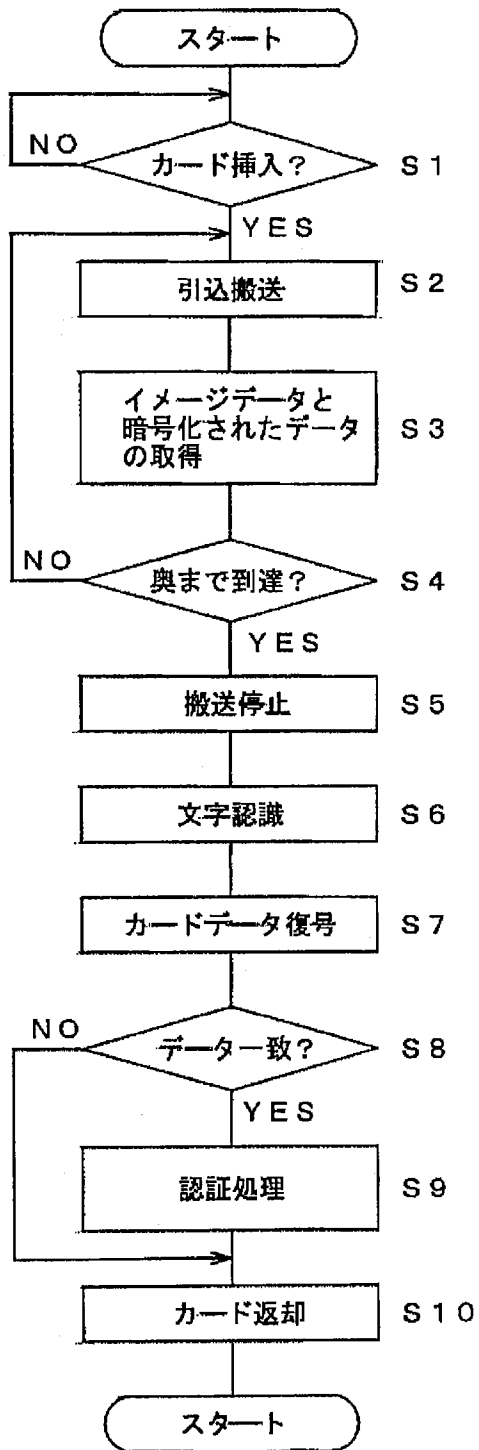 スタート
NO
カード挿入?
S1
YES
引込搬送
S2
イメージデータと
暗号化されたデータ
の取得
S3
NO
奥まで到達?
S4
YES
搬送停止
S5
文字認識
S6
カードデータ復号
S7
NO
データ一致?
S8
YES
認証処理
S9
カード返却
S10
スタート